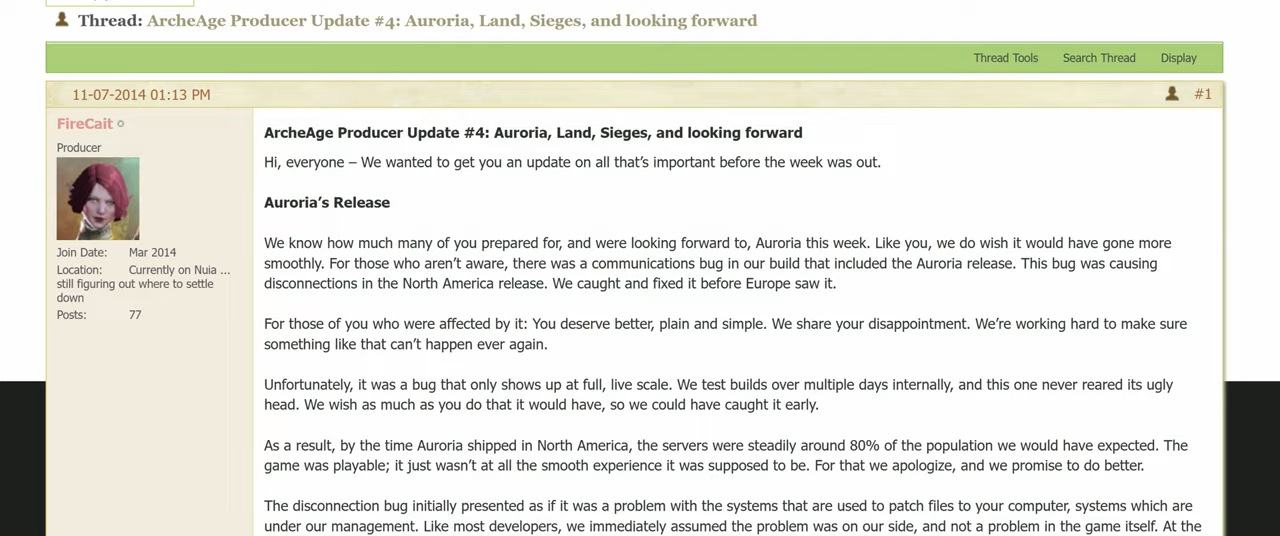 Thread: ArcheAge Producer Update #4: Auroria, Land, Sieges, and looking forward
Thread Tools Search Thread Display
11-07-2014 01:13 PM #1
FireCait
Producer
Join Date: Mar 2014
Location: Currently on Nuia ...
still figuring out where to settle
down
Posts: 77
ArcheAge Producer Update #4: Auroria, Land, Sieges, and looking forward
Hi, everyone – We wanted to get you an update on all that's important before the week was out.
Auroria's Release
We know how much many of you prepared for, and were looking forward to, Auroria this week. Like you, we do wish it would have gone more
smoothly. For those who aren't aware, there was a communications bug in our build that included the Auroria release. This bug was causing
disconnections in the North America release. We caught and fixed it before Europe saw it.
For those of you who were affected by it: You deserve better, plain and simple. We share your disappointment. We're working hard to make sure
something like that can't happen ever again.
Unfortunately, it was a bug that only shows up at full, live scale. We test builds over multiple days internally, and this one never reared its ugly
head. We wish as much as you do that it would have, so we could have caught it early.
As a result, by the time Auroria shipped in North America, the servers were steadily around 80% of the population we would have expected. The
game was playable; it just wasn't at all the smooth experience it was supposed to be. For that we apologize, and we promise to do better.
The disconnection bug initially presented as if it was a problem with the systems that are used to patch files to your computer, systems which are
under our management. Like most developers, we immediately assumed the problem was on our side, and not a problem in the game itself. At the